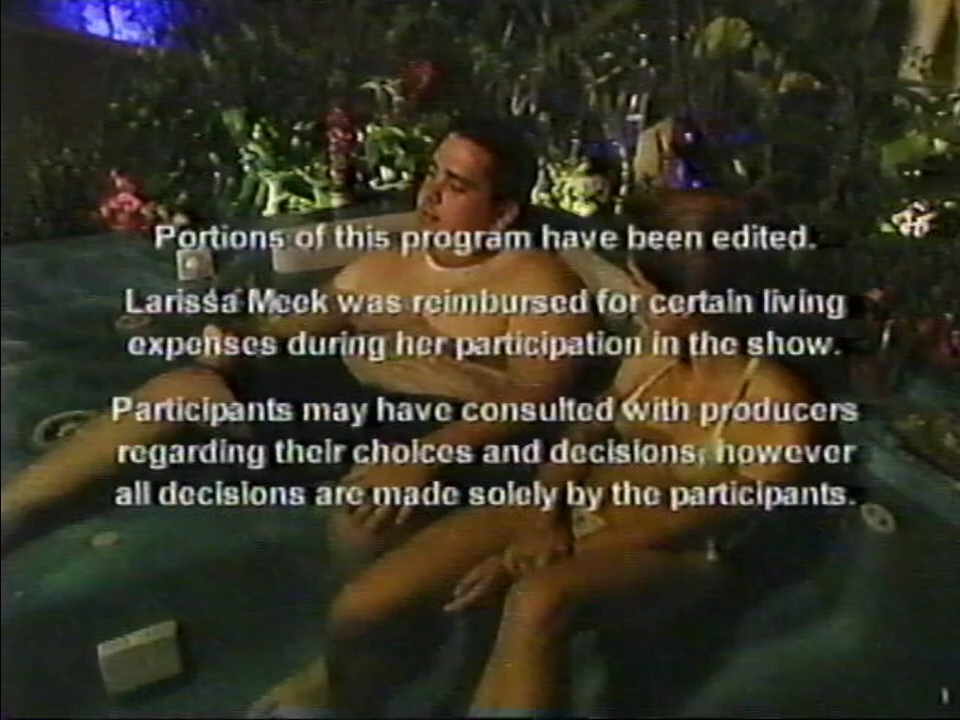 Portions of this program have been edited.
Larissa Meek was reimbursed for certain living
expenses during her participation in the show.
Participants may have consulted with producers
regarding their choices and decisions, however
all decisions are made solely by the participants.